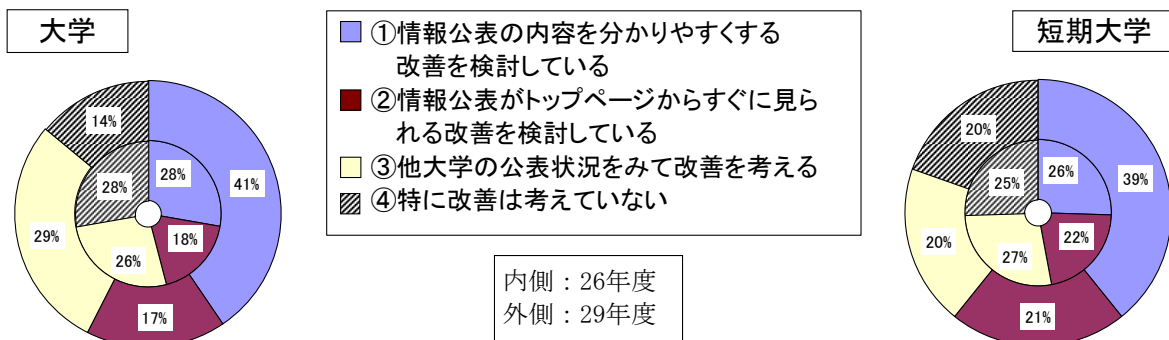 大学
①情報公表の内容を分かりやすくする
改善を検討している
②情報公表がトップページからすぐに見ら
れる改善を検討している
③他大学の公表状況をみて改善を考える
④特に改善は考えていない
短期大学
14%
28%
28%
41%
29%
18%
26%
17%
内側：26年度
外側：29年度
20%
26%
25%
39%
20%
22%
27%
21%